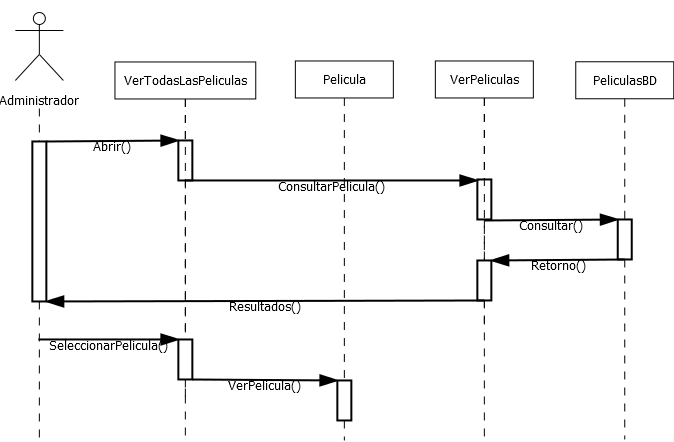 VerTodasLasPeliculas
Pelicula
VerPeliculas
PeliculasBD
Administrador
Abrir()
ConsultarPelicula()
Consultar()
Retorno()
Resultados()
SeleccionarPelicula()
VerPelicula()